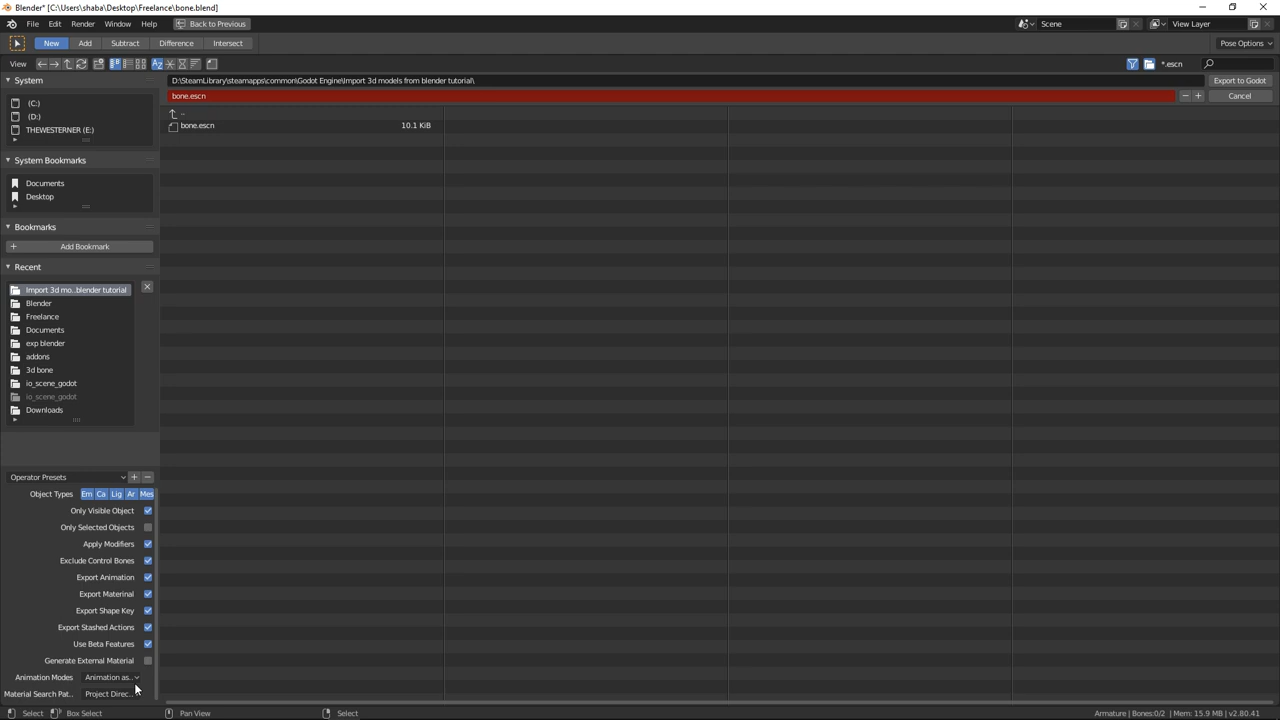 Blender* [C:\Users\shaba\Desktop\Freelance\bone.blend]
File Edit Render Window Help Back to Previous Scene View Layer
New Add Subtract Difference Intersect Pose Options
View *.escn
System D:\SteamLibrary\steamapps\common\Godot Engine\Import 3d models from blender tutorial\ Export to Godot
bone.escn Cancel
(C:) ..
bone.escn 10.1 KiB
(D:)
THEWESTERNER (E:)
System Bookmarks
Documents
Desktop
Bookmarks
Add Bookmark
Recent
Import 3d mo..blender tutorial
Blender
Freelance
Documents
exp blender
addons
3d bone
io_scene_godot
io_scene_godot
Downloads
Operator Presets
Object Types Em Ca Lig Ar Mes
Only Visible Object
Only Selected Objects
Apply Modifiers
Exclude Control Bones
Export Animation
Export Materinal
Export Shape Key
Export Stashed Actions
Use Beta Features
Generate External Material
Animation Modes Animation as..
Material Search Pat.. Project Direc..
Select Box Select Pan View Select Armature | Bones:0/2 | Mem: 15.9 MB | v2.80.41